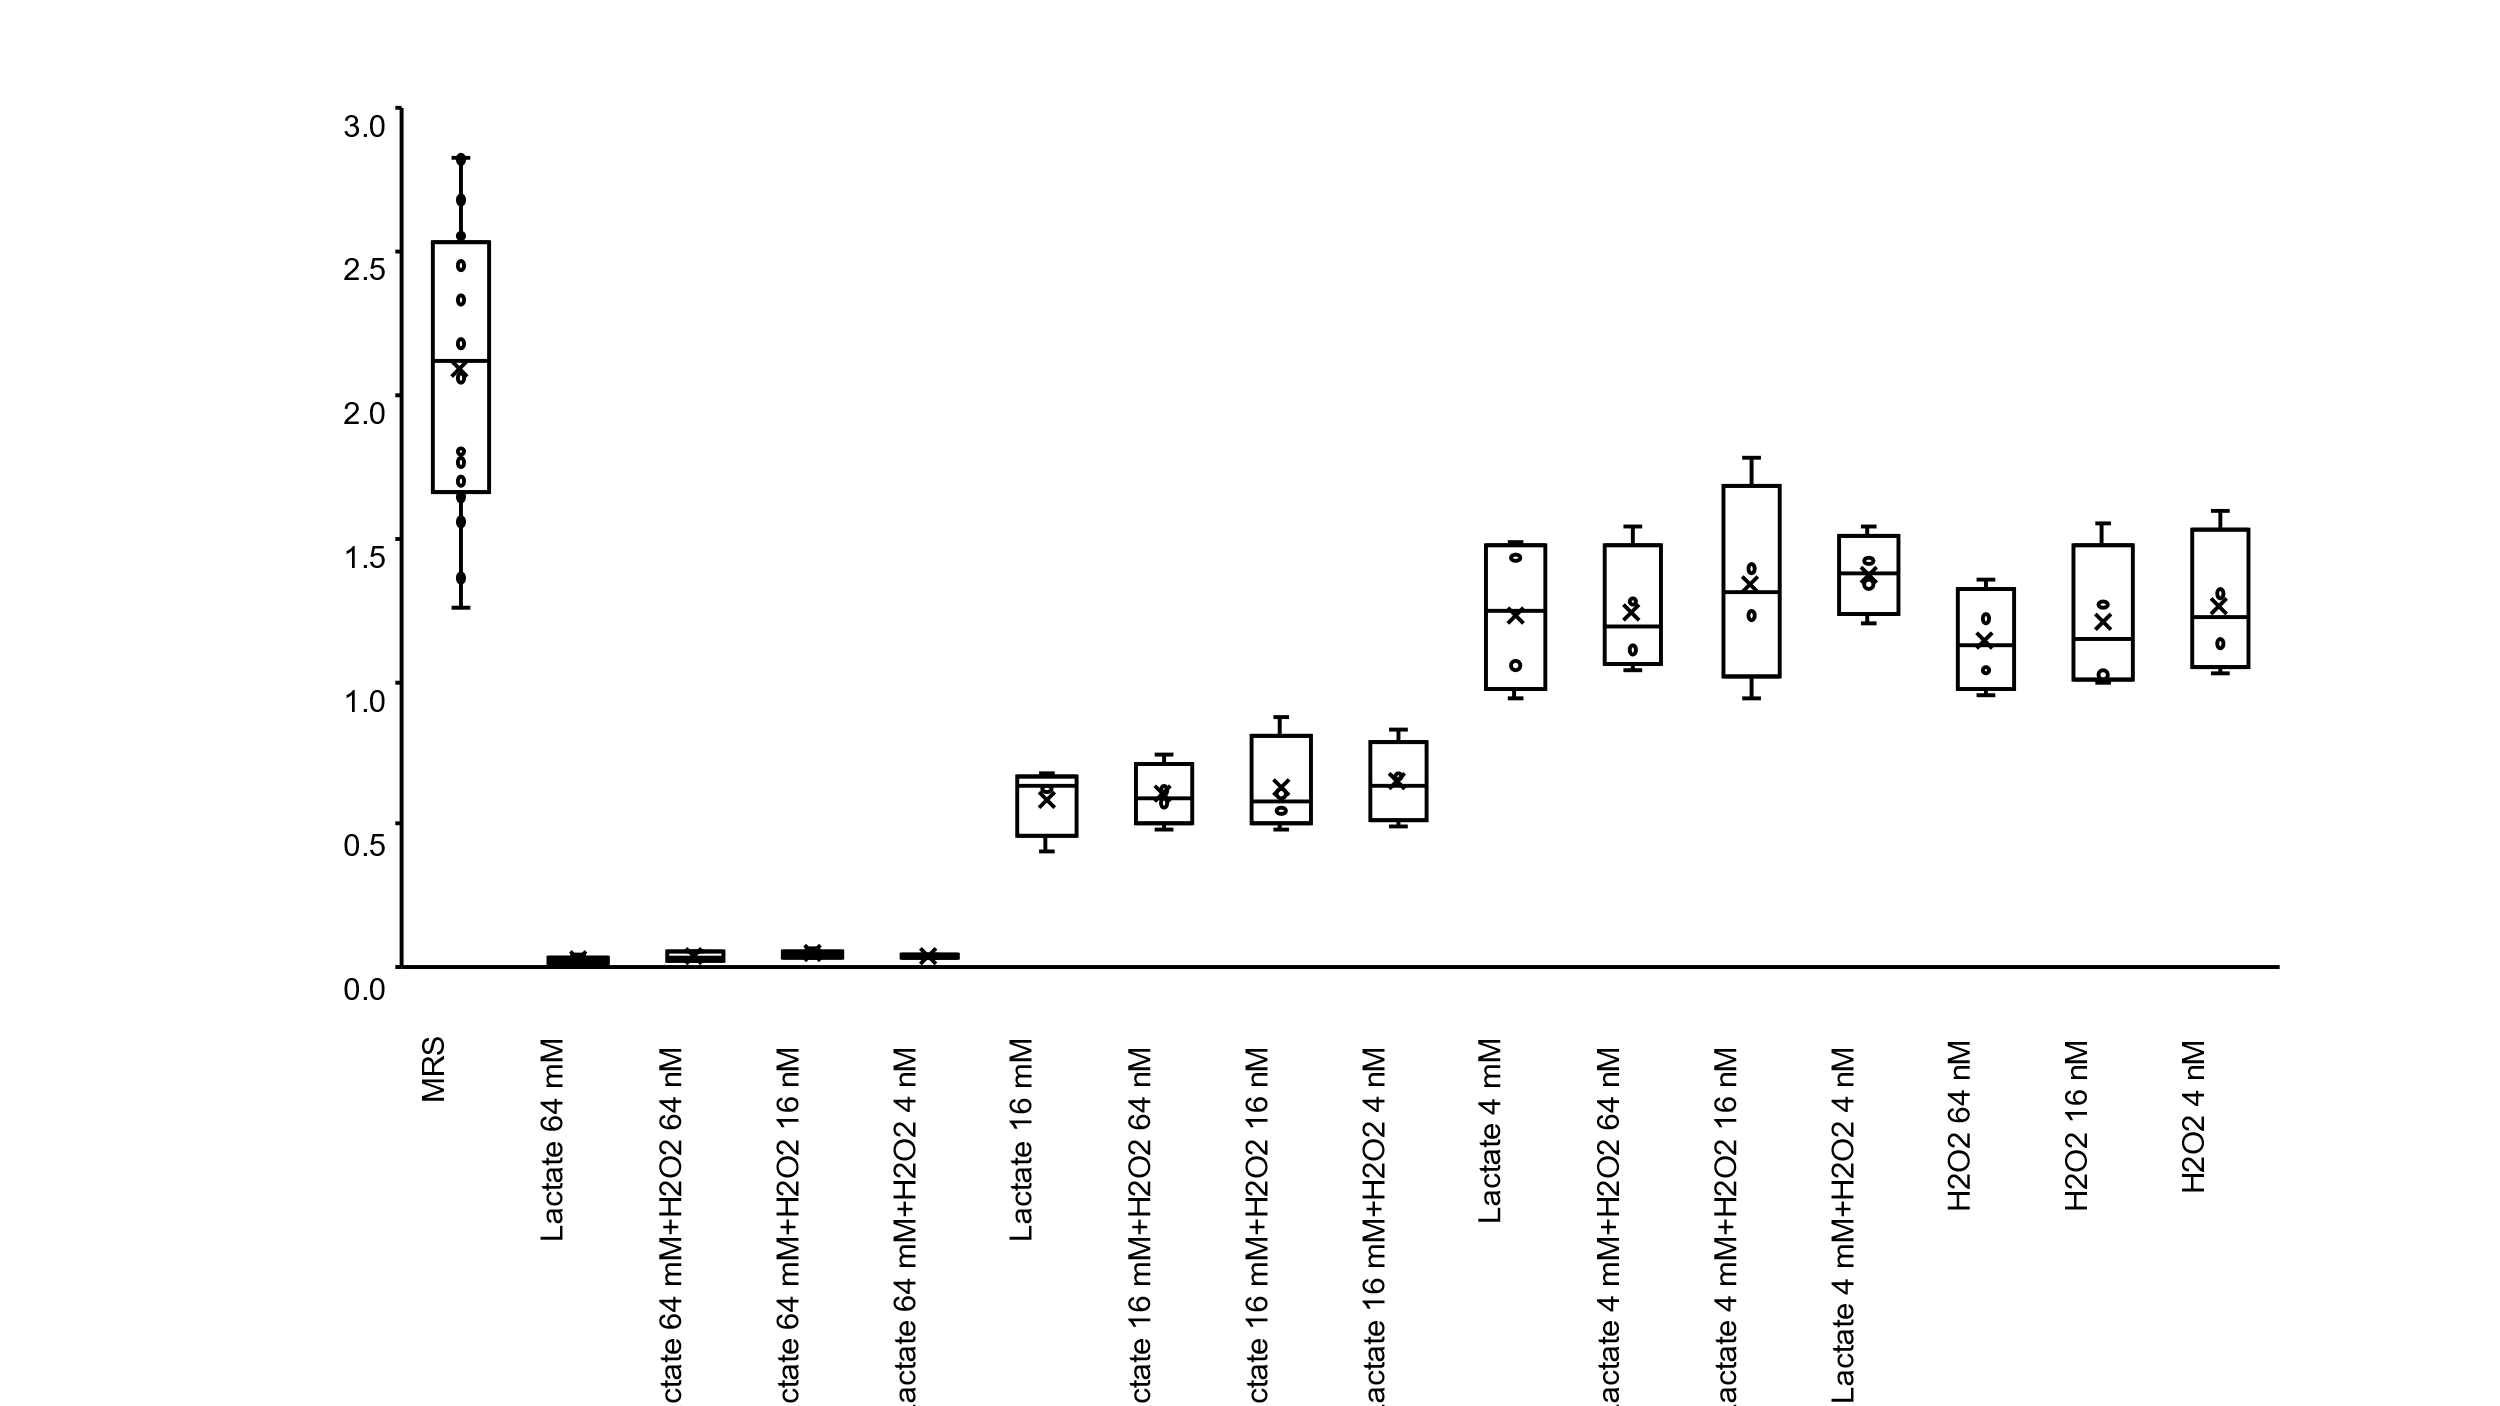 3.0
2.5
2.0
1.5
1.0
0.5
0.0
MRS
Lactate 64 mM
ctate 64 mM+H2O2 64 nM
ctate 64 mM+H2O2 16 nM
actate 64 mM+H2O2 4 nM
Lactate 16 mM
ctate 16 mM+H2O2 64 nM
ctate 16 mM+H2O2 16 nM
actate 16 mM+H2O2 4 nM
Lactate 4 mM
actate 4 mM+H2O2 64 nM
actate 4 mM+H2O2 16 nM
Lactate 4 mM+H2O2 4 nM
H2O2 64 nM
H2O2 16 nM
H2O2 4 nM